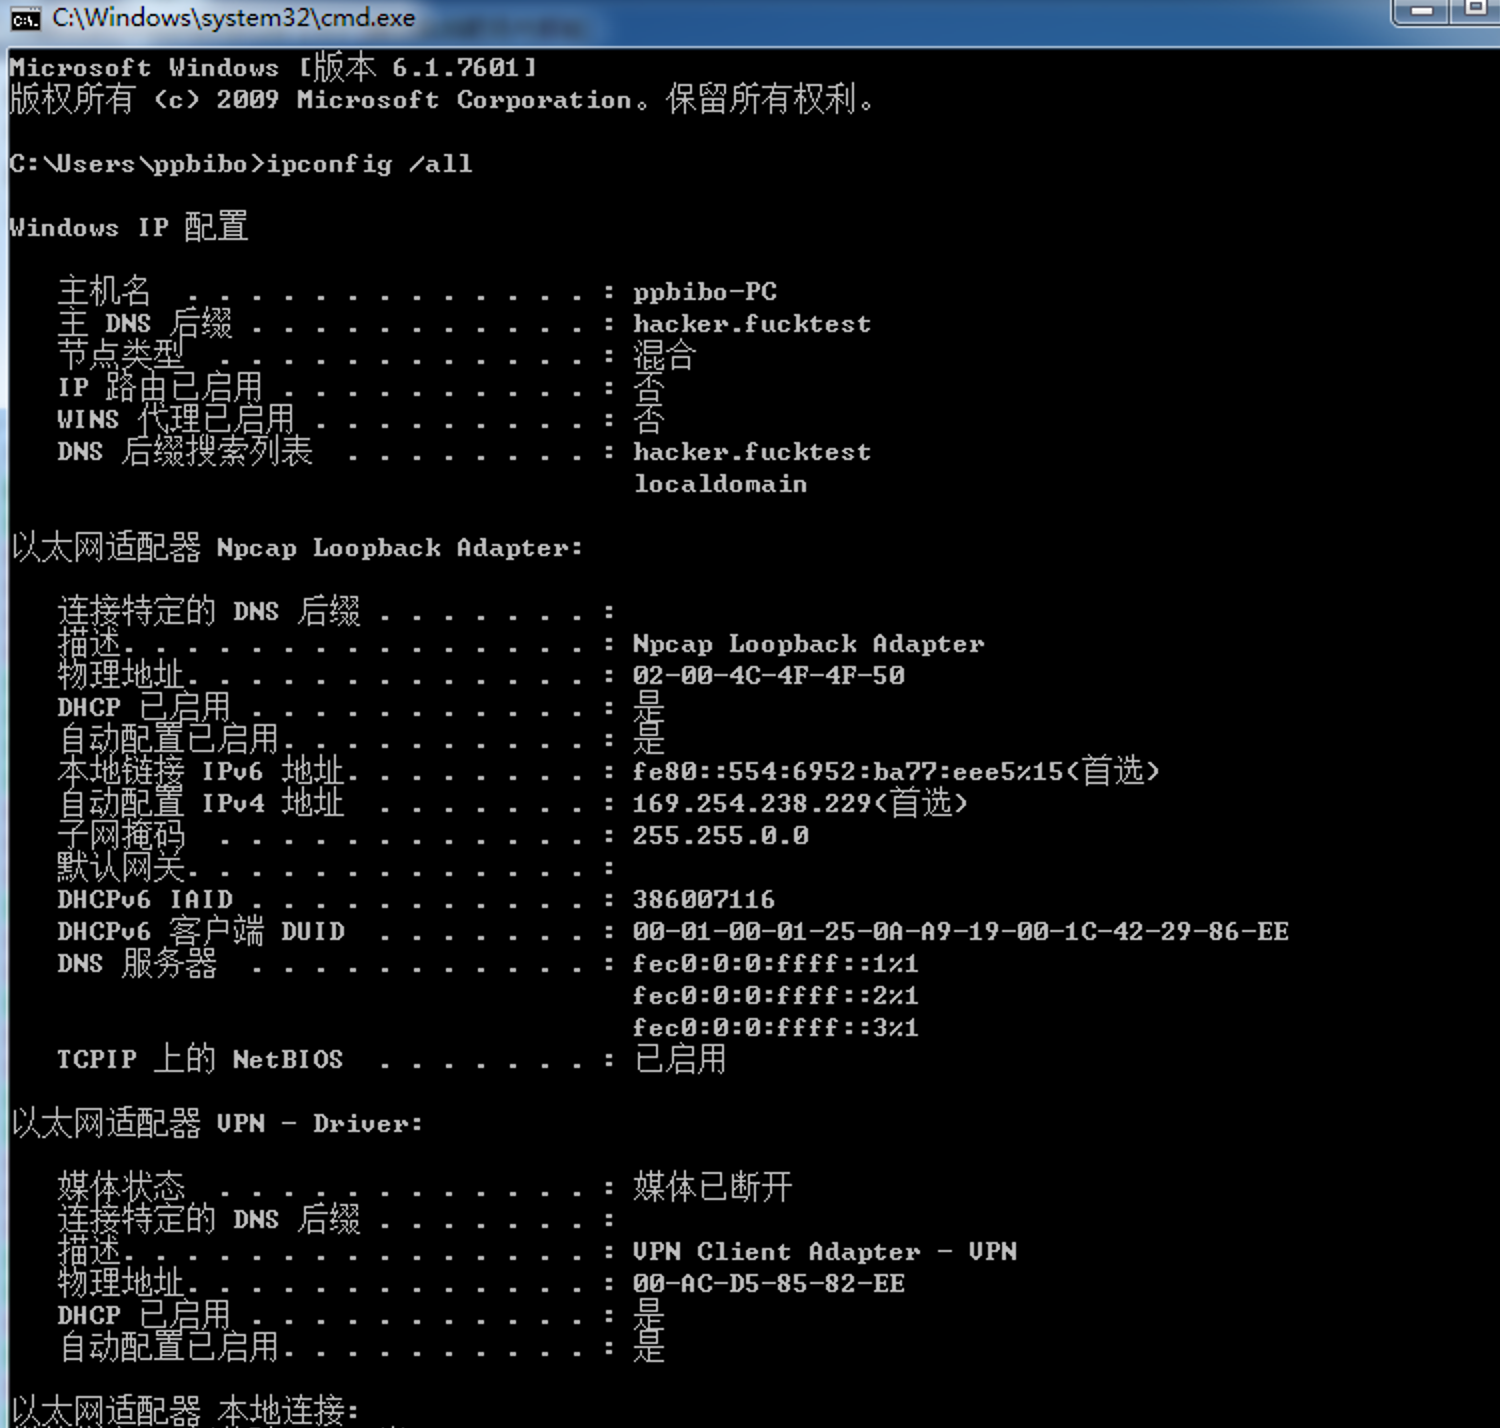 C:\Windows\system32\cmd.exe
Microsoft Windows [版本 6.1.7601]
版权所有 (c) 2009 Microsoft Corporation。保留所有权利。
C:\Users\ppbibo>ipconfig /all
Windows IP 配置
主机名 . . . . . . . . . . . . . : ppbibo-PC
主 DNS 后缀 . . . . . . . . . . . : hacker.fucktest
节点类型 . . . . . . . . . . . . : 混合
IP 路由已启用 . . . . . . . . . . : 否
WINS 代理已启用 . . . . . . . . . : 否
DNS 后缀搜索列表 . . . . . . . . : hacker.fucktest
localdomain
以太网适配器 Npcap Loopback Adapter:
连接特定的 DNS 后缀 . . . . . . . :
描述. . . . . . . . . . . . . . . : Npcap Loopback Adapter
物理地址. . . . . . . . . . . . . : 02-00-4C-4F-4F-50
DHCP 已启用 . . . . . . . . . . . : 是
自动配置已启用. . . . . . . . . . : 是
本地链接 IPv6 地址. . . . . . . . : fe80::554:6952:ba77:eee5%15(首选)
自动配置 IPv4 地址 . . . . . . . : 169.254.238.229(首选)
子网掩码 . . . . . . . . . . . . : 255.255.0.0
默认网关. . . . . . . . . . . . . :
DHCPv6 IAID . . . . . . . . . . . : 386007116
DHCPv6 客户端 DUID . . . . . . . : 00-01-00-01-25-0A-A9-19-00-1C-42-29-86-EE
DNS 服务器 . . . . . . . . . . . : fec0:0:0:ffff::1%1
fec0:0:0:ffff::2%1
fec0:0:0:ffff::3%1
TCPIP 上的 NetBIOS . . . . . . . : 已启用
以太网适配器 VPN - Driver:
媒体状态 . . . . . . . . . . . . : 媒体已断开
连接特定的 DNS 后缀 . . . . . . . :
描述. . . . . . . . . . . . . . . : VPN Client Adapter - VPN
物理地址. . . . . . . . . . . . . : 00-AC-D5-85-82-EE
DHCP 已启用 . . . . . . . . . . . : 是
自动配置已启用. . . . . . . . . . : 是
以太网适配器 本地连接: